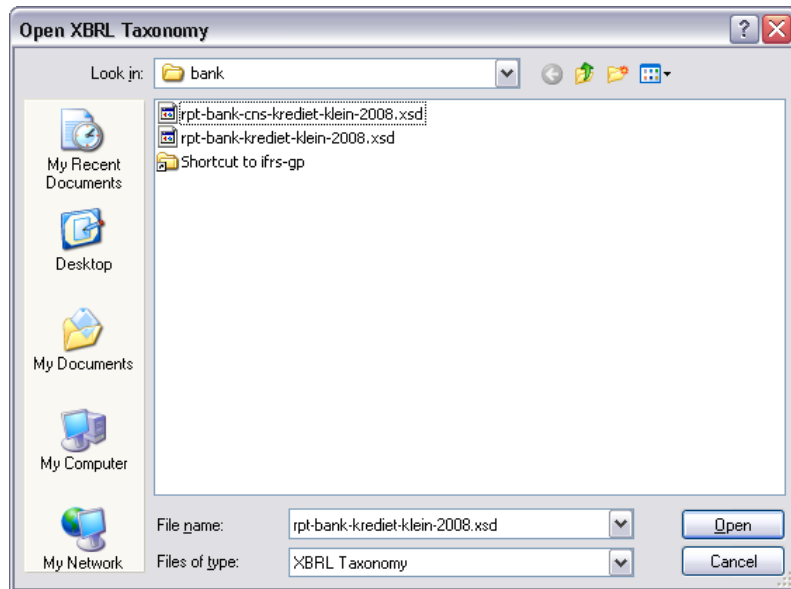 Open XBRL Taxonomy
Look in: bank
rpt-bank-cns-krediet-klein-2008.xsd
rpt-bank-krediet-klein-2008.xsd
Shortcut to ifrs-gp
My Recent
Documents
Desktop
My Documents
My Computer
My Network
File name: rpt-bank-krediet-klein-2008.xsd Open
Files of type: XBRL Taxonomy Cancel